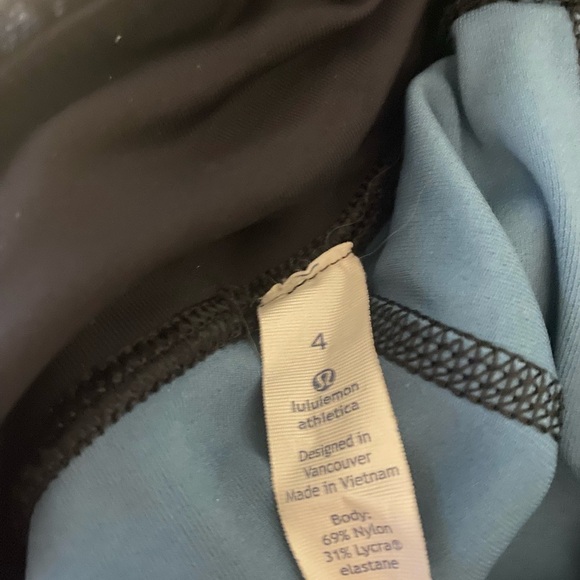 4
lululemon
athletica
Designed in
Vancouver
Made in Vietnam
Body:
69% Nylon
31% Lycra®
elastane